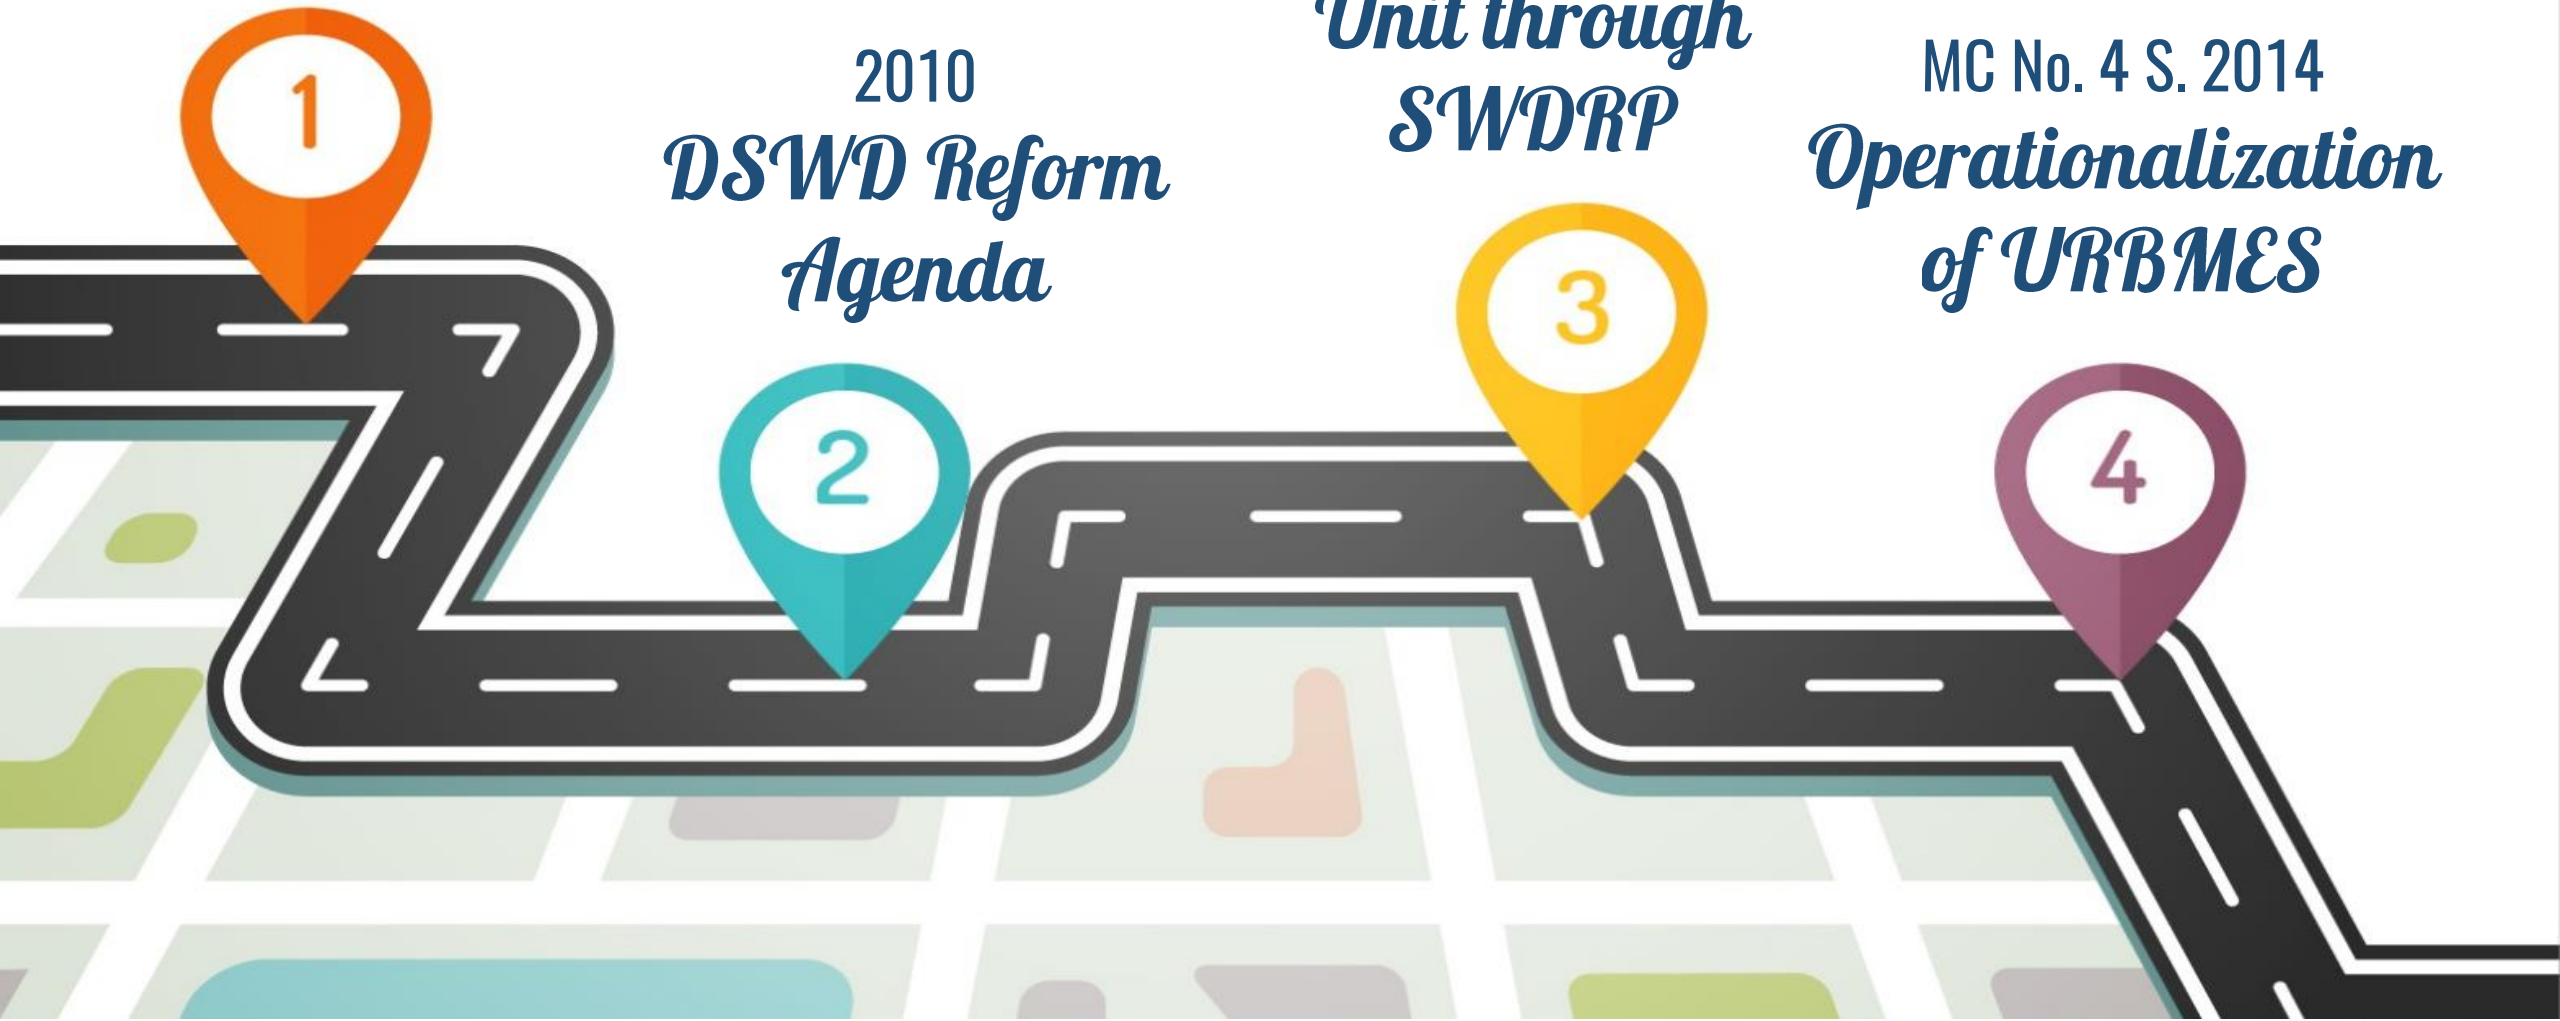 1
2010
DSWD Reform
Agenda
2
Unit through
SWDRP
3
MC No. 4 S. 2014
Operationalization
of URBMES
4